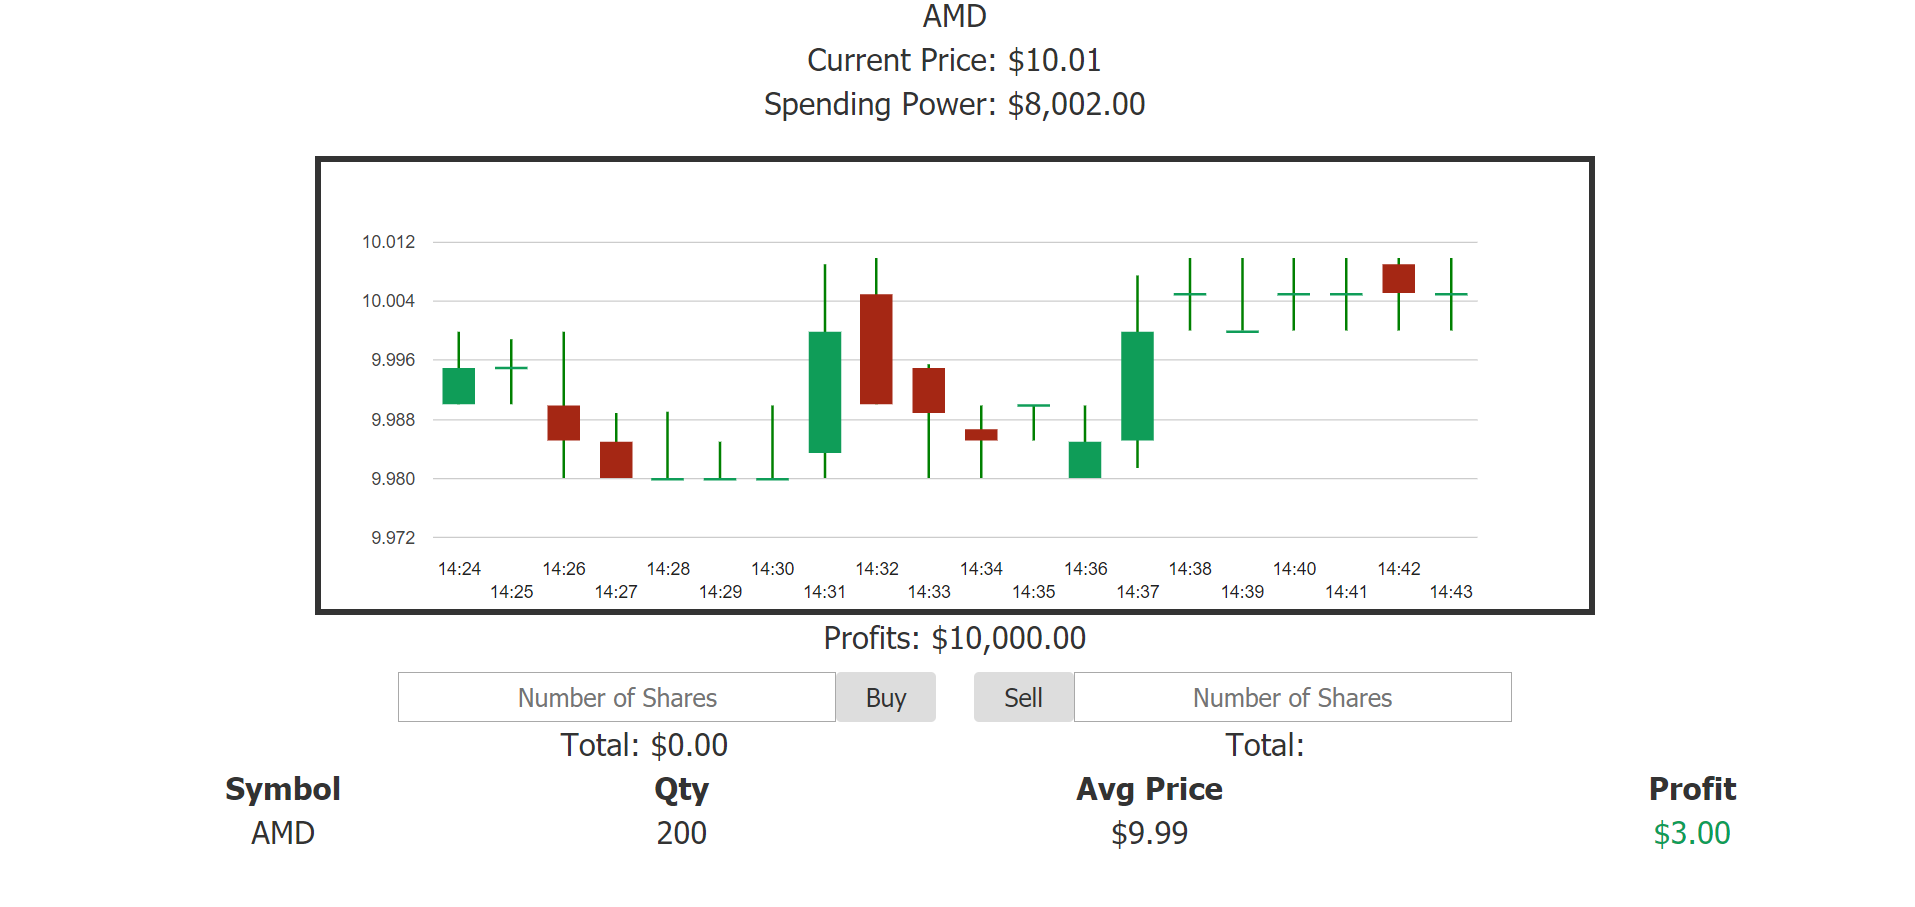 AMD
Current Price: $10.01
Spending Power: $8,002.00
10.012
10.004
9.996
9.988
9.980
9.972
14:24 14:26 14:28 14:30 14:32 14:34 14:36 14:38 14:40 14:42
14:25 14:27 14:29 14:31 14:33 14:35 14:37 14:39 14:41 14:43
Profits: $10,000.00
Number of Shares Buy Sell Number of Shares
Total: $0.00 Total:
Symbol Qty Avg Price Profit
AMD 200 $9.99 $3.00